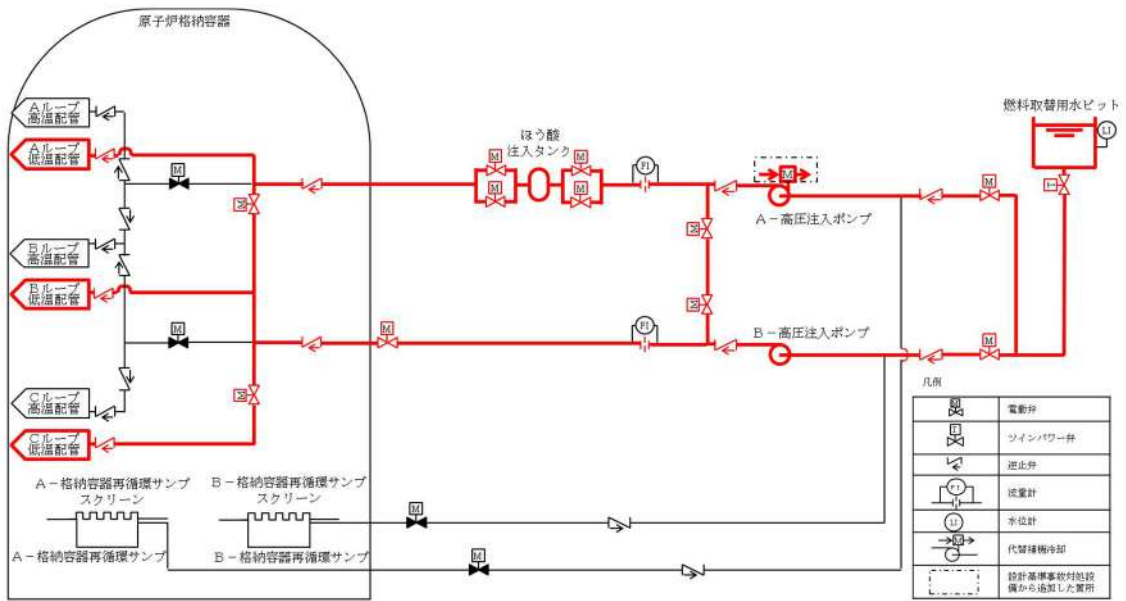 原子炉格納容器
Aループ
高温配管
Aループ
低温配管
Bループ
高温配管
Bループ
低温配管
Cループ
高温配管
Cループ
低温配管
M
M
M
M
ほう酸
注入タンク
M
M
M
M
FI
M
A-高圧注入ポンプ
M
M
M
FI
B-高圧注入ポンプ
M
M
燃料取替用水ピット
LI
T
A-格納容器再循環サンプ
スクリーン
A-格納容器再循環サンプ
B-格納容器再循環サンプ
スクリーン
B-格納容器再循環サンプ
M
M
凡例
M
電動弁
T
ツインパワー弁
逆止弁
FI
流量計
LI
水位計
M
代替補機冷却
設計基準事故対処設
備から追加した箇所